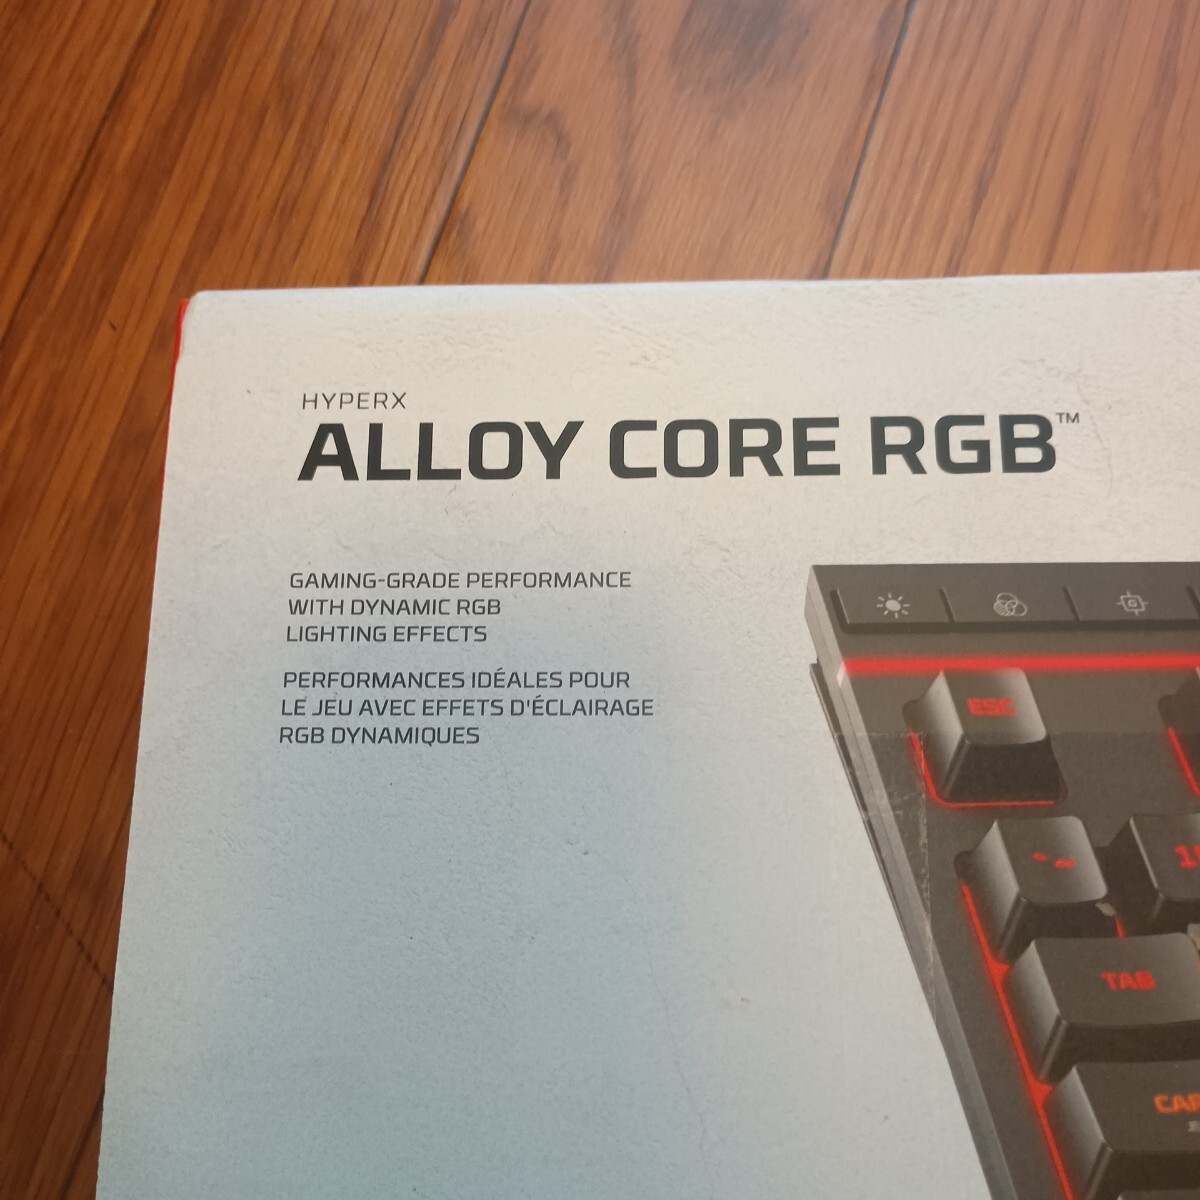 HYPERX
ALLOY CORE RGB™
GAMING-GRADE PERFORMANCE
WITH DYNAMIC RGB
LIGHTING EFFECTS
PERFORMANCES IDÉALES POUR
LE JEU AVEC EFFETS D'ÉCLAIRAGE
RGB DYNAMIQUES
ESC
TAB